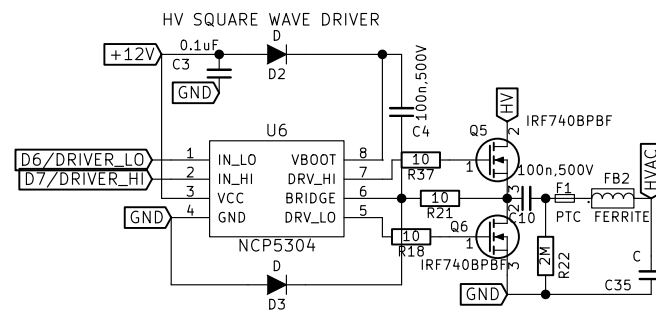 HV SQUARE WAVE DRIVER
+12V
0.1uF
C3
GND
D
D2
100n,500V
C4
U6
D6/DRIVER_LO
1
IN_LO
VBOOT
8
D7/DRIVER_HI
2
IN_HI
DRV_HI
7
3
VCC
BRIDGE
6
GND
4
GND
DRV_LO
5
NCP5304
10
R37
10
R21
10
R18
D
D3
HV
Q5
1
2
3
IRF740BPBF
100n,500V
C10
Q6
1
2
3
IRF740BPBF
GND
F1
PTC
FB2
FERRITE
HVAC
2M
R22
C
C35